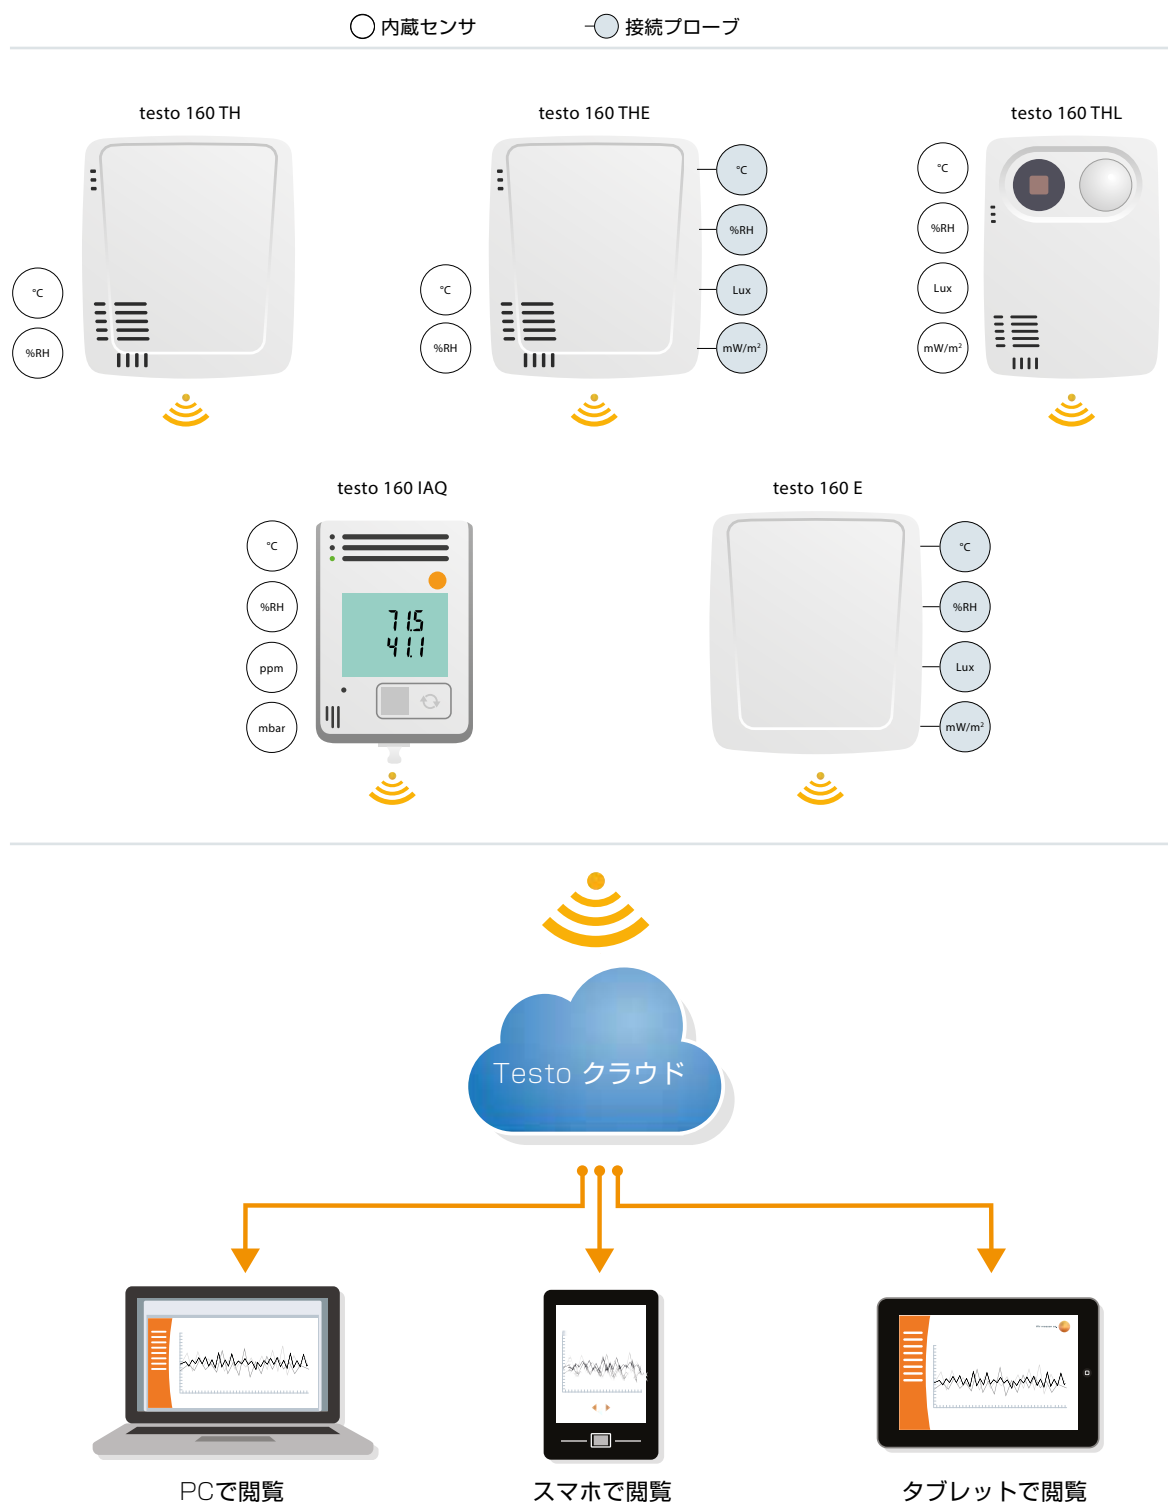 内蔵センサ 接続プローブ
testo 160 TH
°C
%RH
testo 160 THE
°C
%RH
°C
%RH
Lux
mW/m²
testo 160 THL
°C
%RH
Lux
mW/m²
testo 160 IAQ
°C
%RH
ppm
mbar
71.5
41.1
testo 160 E
°C
%RH
Lux
mW/m²
Testo クラウド
PCで閲覧
スマホで閲覧
タブレットで閲覧